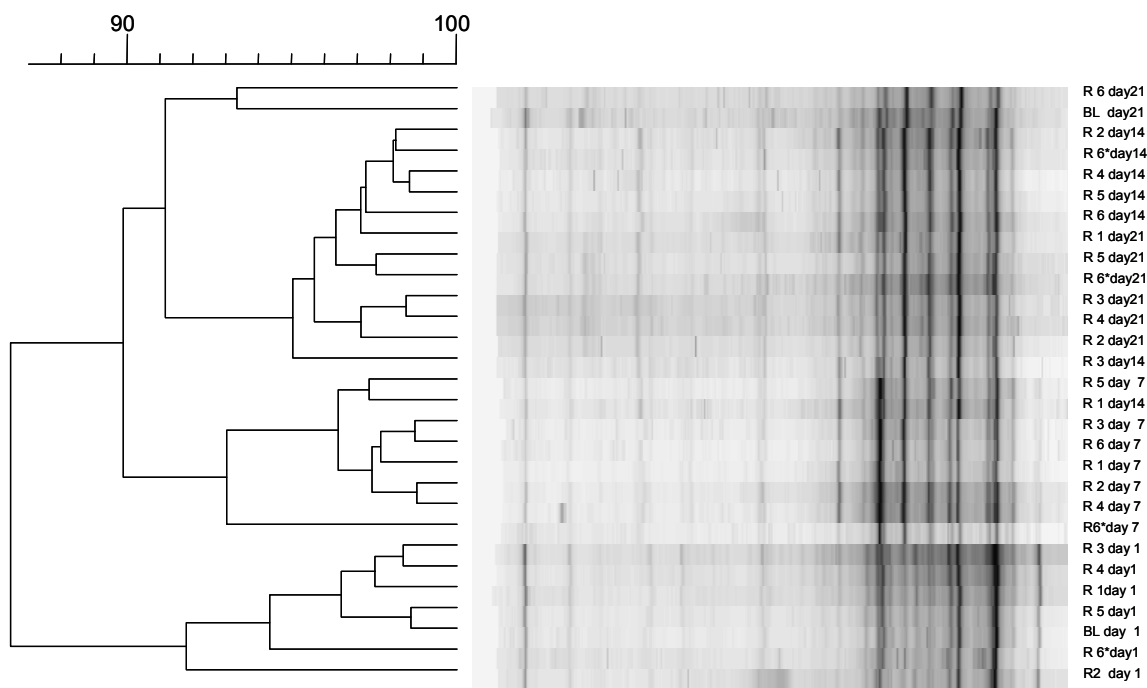 90 100
R 6 day21
BL day21
R 2 day14
R 6*day14
R 4 day14
R 5 day14
R 6 day14
R 1 day21
R 5 day21
R 6*day21
R 3 day21
R 4 day21
R 2 day21
R 3 day14
R 5 day 7
R 1 day14
R 3 day 7
R 6 day 7
R 1 day 7
R 2 day 7
R 4 day 7
R6*day 7
R 3 day 1
R 4 day1
R 1day 1
R 5 day1
BL day 1
R 6*day1
R2 day 1